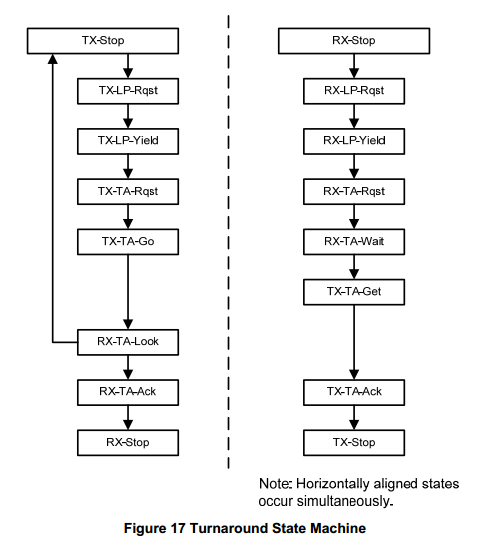 TX-Stop
TX-LP-Rqst
TX-LP-Yield
TX-TA-Rqst
TX-TA-Go
RX-TA-Look
RX-TA-Ack
RX-Stop
RX-Stop
RX-LP-Rqst
RX-LP-Yield
RX-TA-Rqst
RX-TA-Wait
TX-TA-Get
TX-TA-Ack
TX-Stop
Note: Horizontally aligned states
occur simultaneously.
Figure 17 Turnaround State Machine